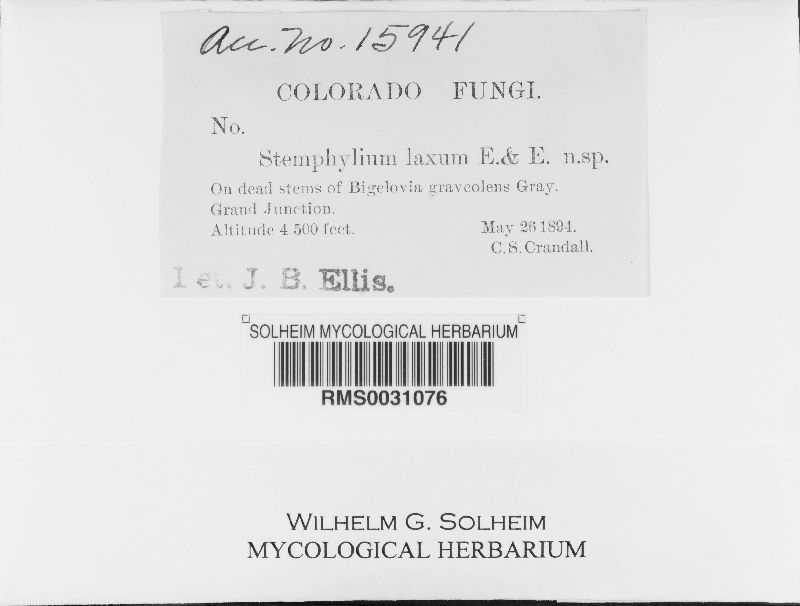 Acc. No. 15941
COLORADO FUNGI.
No.
Stemphylium laxum E.& E. n.sp.
On dead stems of Bigelovia graveolens Gray.
Grand Junction.
Altitude 4 500 feet. May 26 1894.
C. S. Crandall.
Det. J. B. Ellis.
SOLHEIM MYCOLOGICAL HERBARIUM
RMS0031076
WILHELM G. SOLHEIM
MYCOLOGICAL HERBARIUM